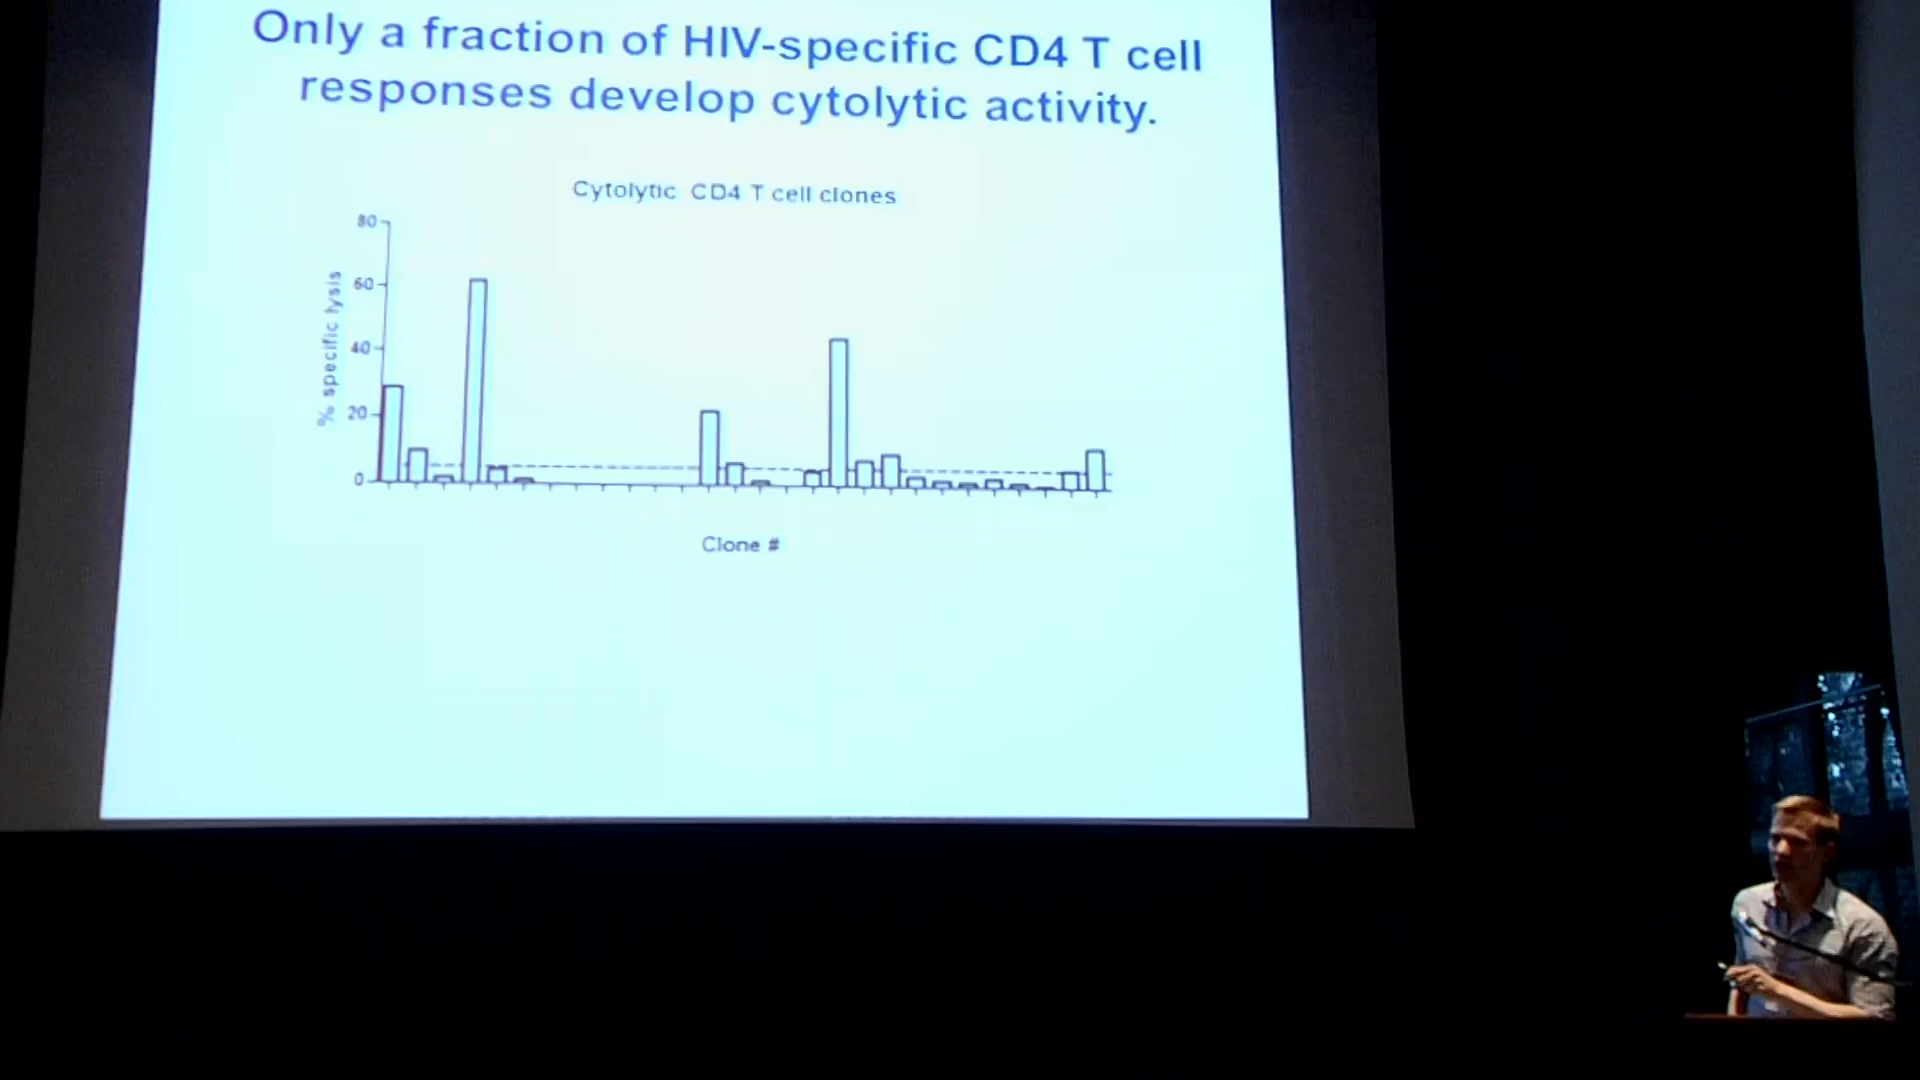 Only a fraction of HIV-specific CD4 T cell
responses develop cytolytic activity.
Cytolytic CD4 T cell clones
80
60
40
20
0
% specific lysis
Clone #